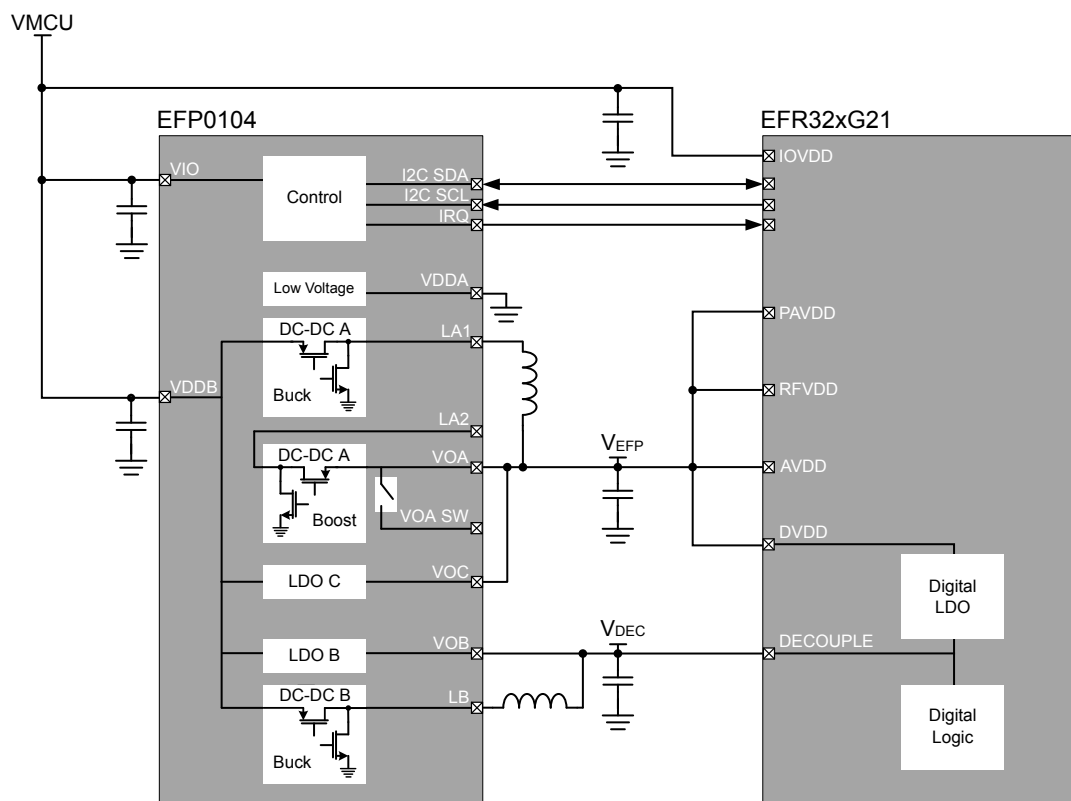 VMCU
EFP0104
EFR32xG21
VIO
Control
I2C SDA
I2C SCL
IRQ
IOVDD
Low Voltage
VDDA
DC-DC A
Buck
LA1
PAVDD
VDDB
RFVDD
LA2
DC-DC A
Boost
VOA
VEFP
AVDD
VOA SW
DVDD
LDO C
VOC
Digital
LDO
LDO B
VOB
VDEC
DECOUPLE
DC-DC B
Buck
LB
Digital
Logic